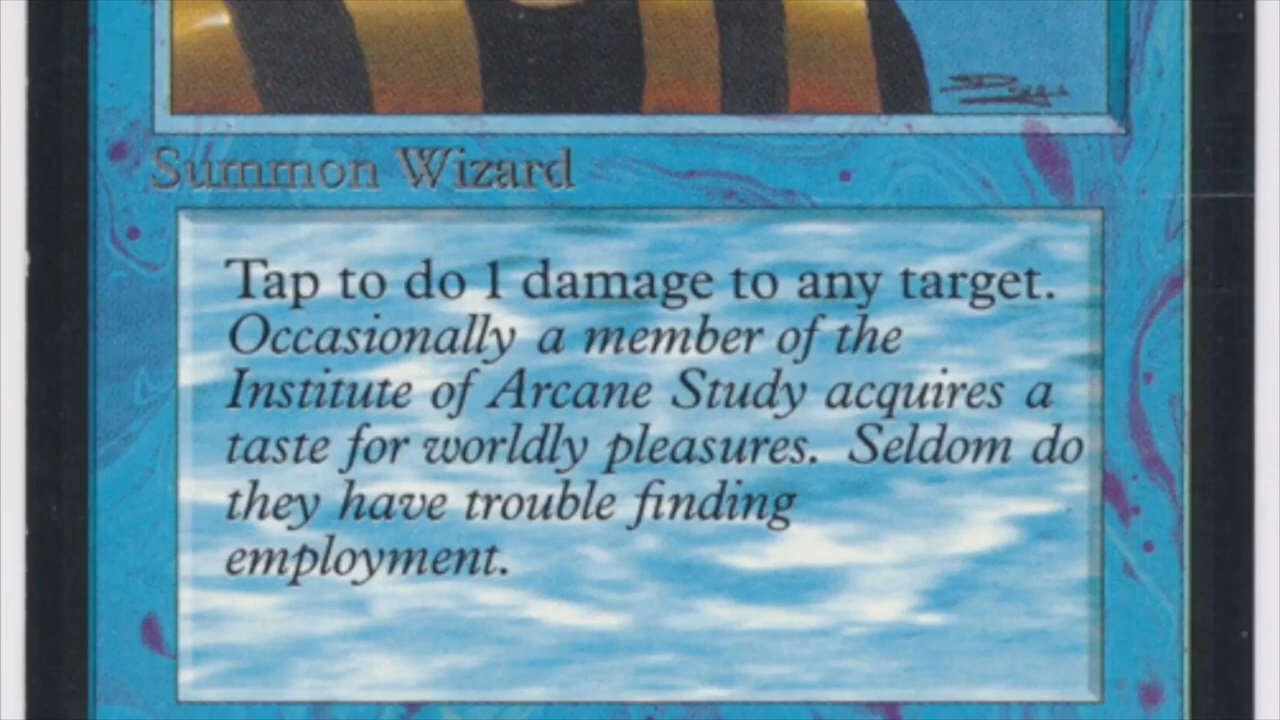 Summon Wizard
Tap to do 1 damage to any target.
Occasionally a member of the
Institute of Arcane Study acquires a
taste for worldly pleasures. Seldom do
they have trouble finding
employment.